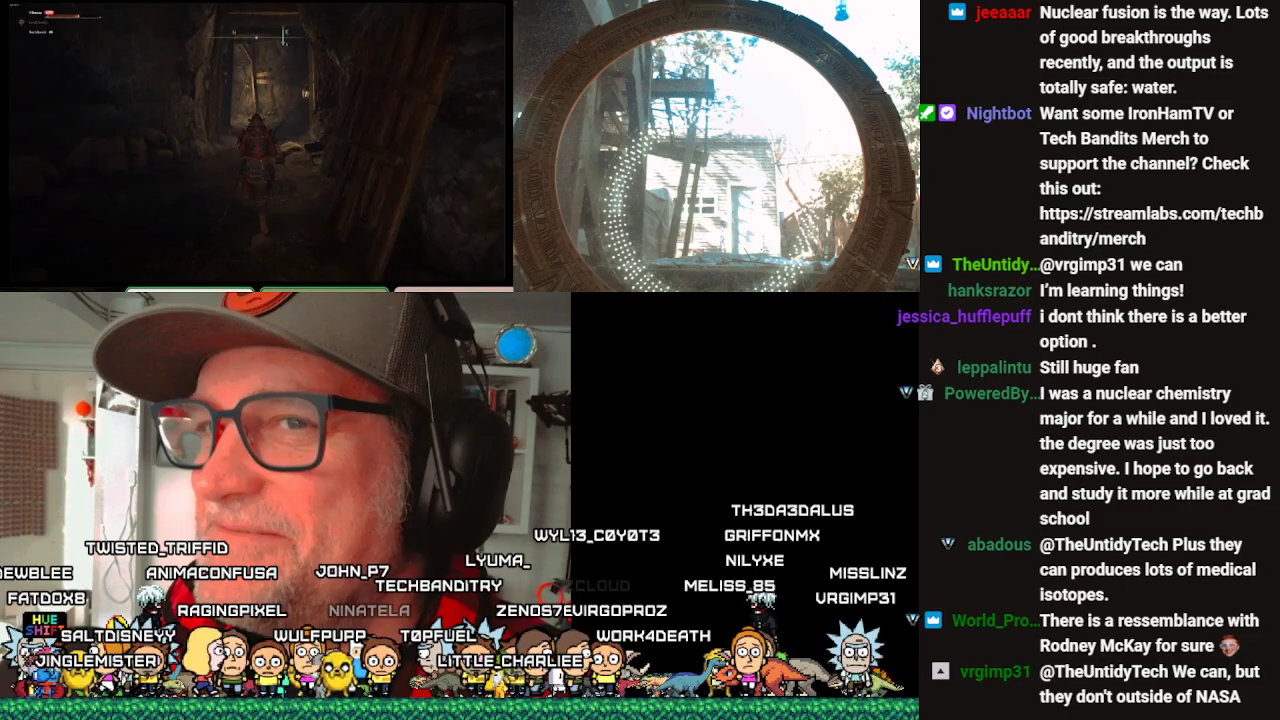 jeeaaar Nuclear fusion is the way. Lots
of good breakthroughs
recently, and the output is
totally safe: water.
Nightbot Want some IronHamTV or
Tech Bandits Merch to
support the channel? Check
this out:
https://streamlabs.com/techb
anditry/merch
TheUntidy... @vrgimp31 we can
hanksrazor I'm learning things!
jessica_hufflepuff i dont think there is a better
option .
leppalintu Still huge fan
PoweredBy... I was a nuclear chemistry
major for a while and I loved it.
the degree was just too
expensive. I hope to go back
and study it more while at grad
school
abadous @TheUntidyTech Plus they
can produces lots of medical
isotopes.
World_Pro... There is a ressemblance with
Rodney McKay for sure
vrgimp31 @TheUntidyTech We can, but
they don't outside of NASA
TH3DA3DALUS
WYL13_C0Y0T3 GRIFFONMX
TWISTED_TRIFFID LYUMA_ NILYXE
EWBLEE ANIMACONFUSA JOHN_P7 MISSLINZ
TECHBANDITRY ZCLOUD MELISS_85
FATDOX8 VRGIMP31
RAGINGPIXEL NINATELA ZENOS7EVIRGOPROZ
HUE
SHIF
SALTDISNEYY WULFPUPP TØPFUEL WORK4DEATH
JINGLEMISTER LITTLE_CHARLIEE